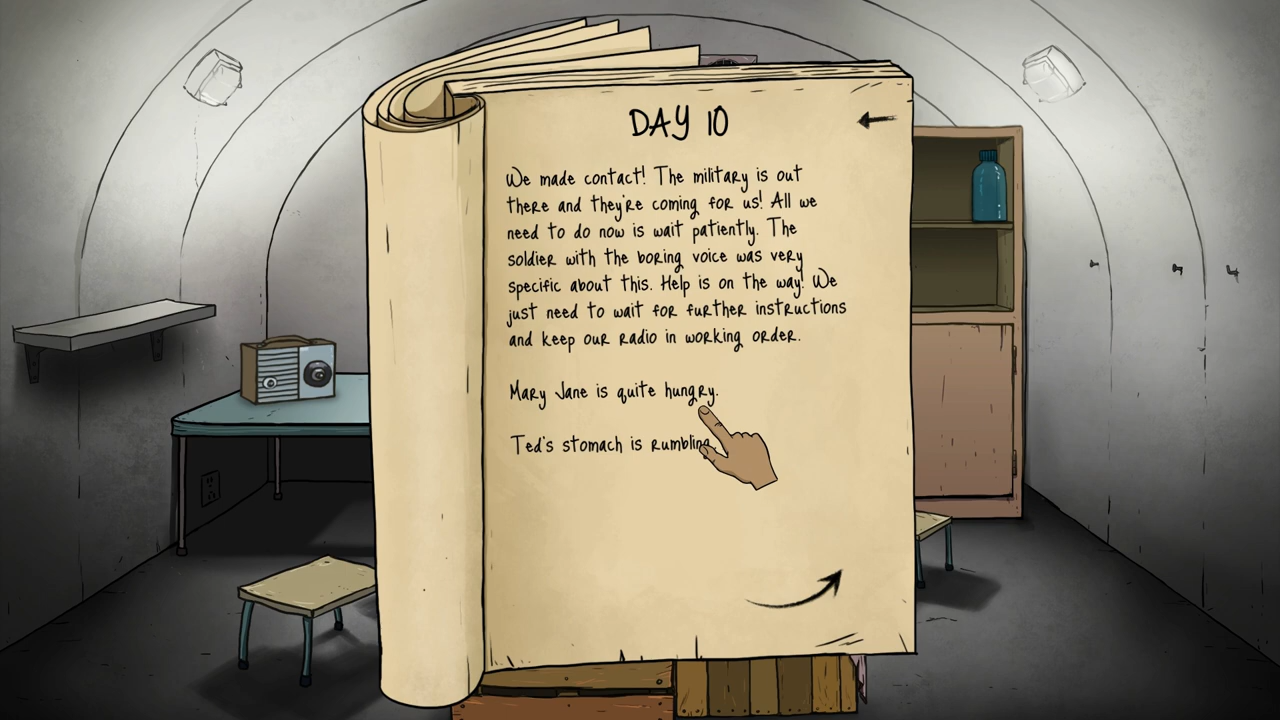 DAY 10
We made contact! The military is out
there and they're coming for us! All we
need to do now is wait patiently. The
soldier with the boring voice was very
specific about this. Help is on the way! We
just need to wait for further instructions
and keep our radio in working order.
Mary Jane is quite hungry.
Ted's stomach is rumbling.